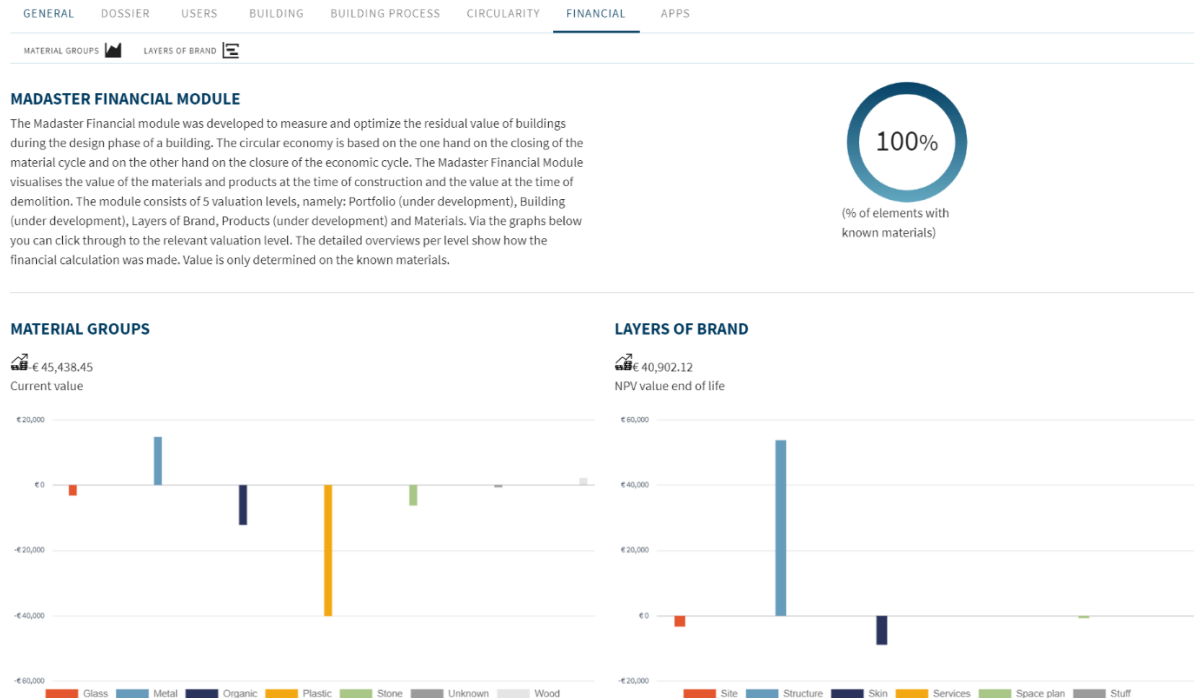 GENERAL DOSSIER USERS BUILDING BUILDING PROCESS CIRCULARITY FINANCIAL APPS
MATERIAL GROUPS LAYERS OF BRAND
MADASTER FINANCIAL MODULE
The Madaster Financial module was developed to measure and optimize the residual value of buildings
during the design phase of a building. The circular economy is based on the one hand on the closing of the
material cycle and on the other hand on the closure of the economic cycle. The Madaster Financial Module
visualises the value of the materials and products at the time of construction and the value at the time of
demolition. The module consists of 5 valuation levels, namely: Portfolio (under development), Building
(under development), Layers of Brand, Products (under development) and Materials. Via the graphs below
you can click through to the relevant valuation level. The detailed overviews per level show how the
financial calculation was made. Value is only determined on the known materials.
100%
(% of elements with
known materials)
MATERIAL GROUPS
-€ 45,438.45
Current value
€20,000
€0
-€20,000
-€40,000
-€60,000
Glass Metal Organic Plastic Stone Unknown Wood
LAYERS OF BRAND
€ 40,902.12
NPV value end of life
€60,000
€40,000
€20,000
€0
-€20,000
Site Structure Skin Services Space plan Stuff